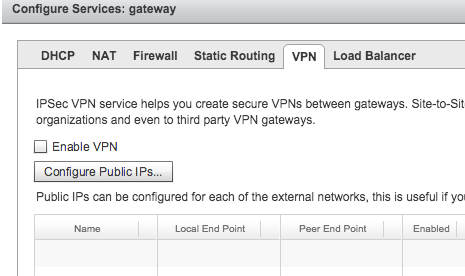 Configure Services: gateway
DHCP NAT Firewall Static Routing VPN Load Balancer
IPSec VPN service helps you create secure VPNs between gateways. Site-to-Sit
organizations and even to third party VPN gateways.
Enable VPN
Configure Public IPs...
Public IPs can be configured for each of the external networks, this is useful if you
Name Local End Point Peer End Point Enabled